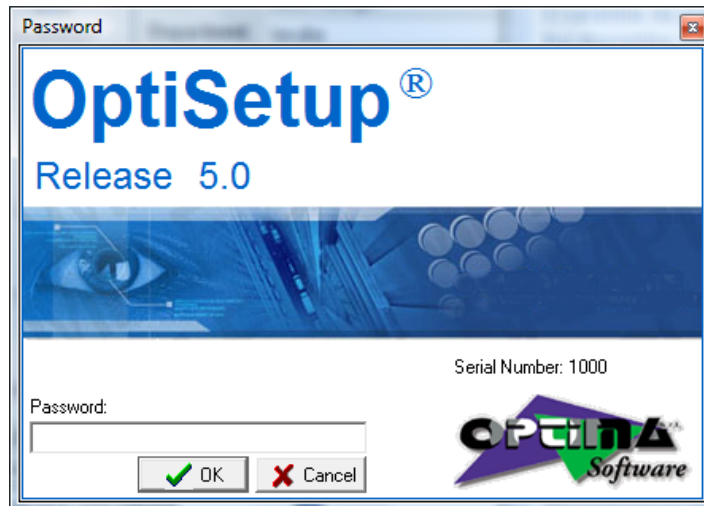 Password
OptiSetup®
Release 5.0
Serial Number: 1000
Password:
OK Cancel
OPTIMA
Software